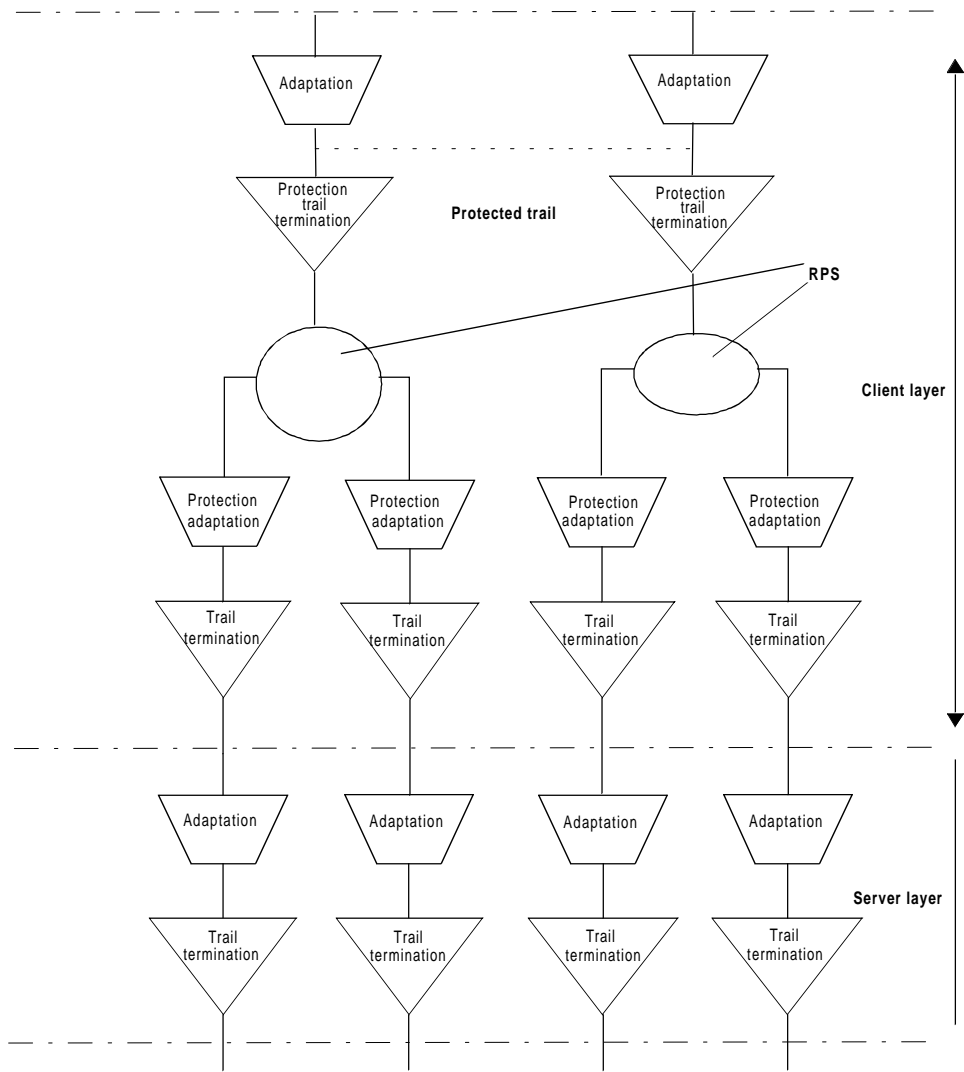 Adaptation
Adaptation
Protection
trail
termination
Protected trail
Protection
trail
termination
RPS
Client layer
Protection
adaptation
Protection
adaptation
Protection
adaptation
Protection
adaptation
Trail
termination
Trail
termination
Trail
termination
Trail
termination
Adaptation
Adaptation
Adaptation
Adaptation
Server layer
Trail
termination
Trail
termination
Trail
termination
Trail
termination